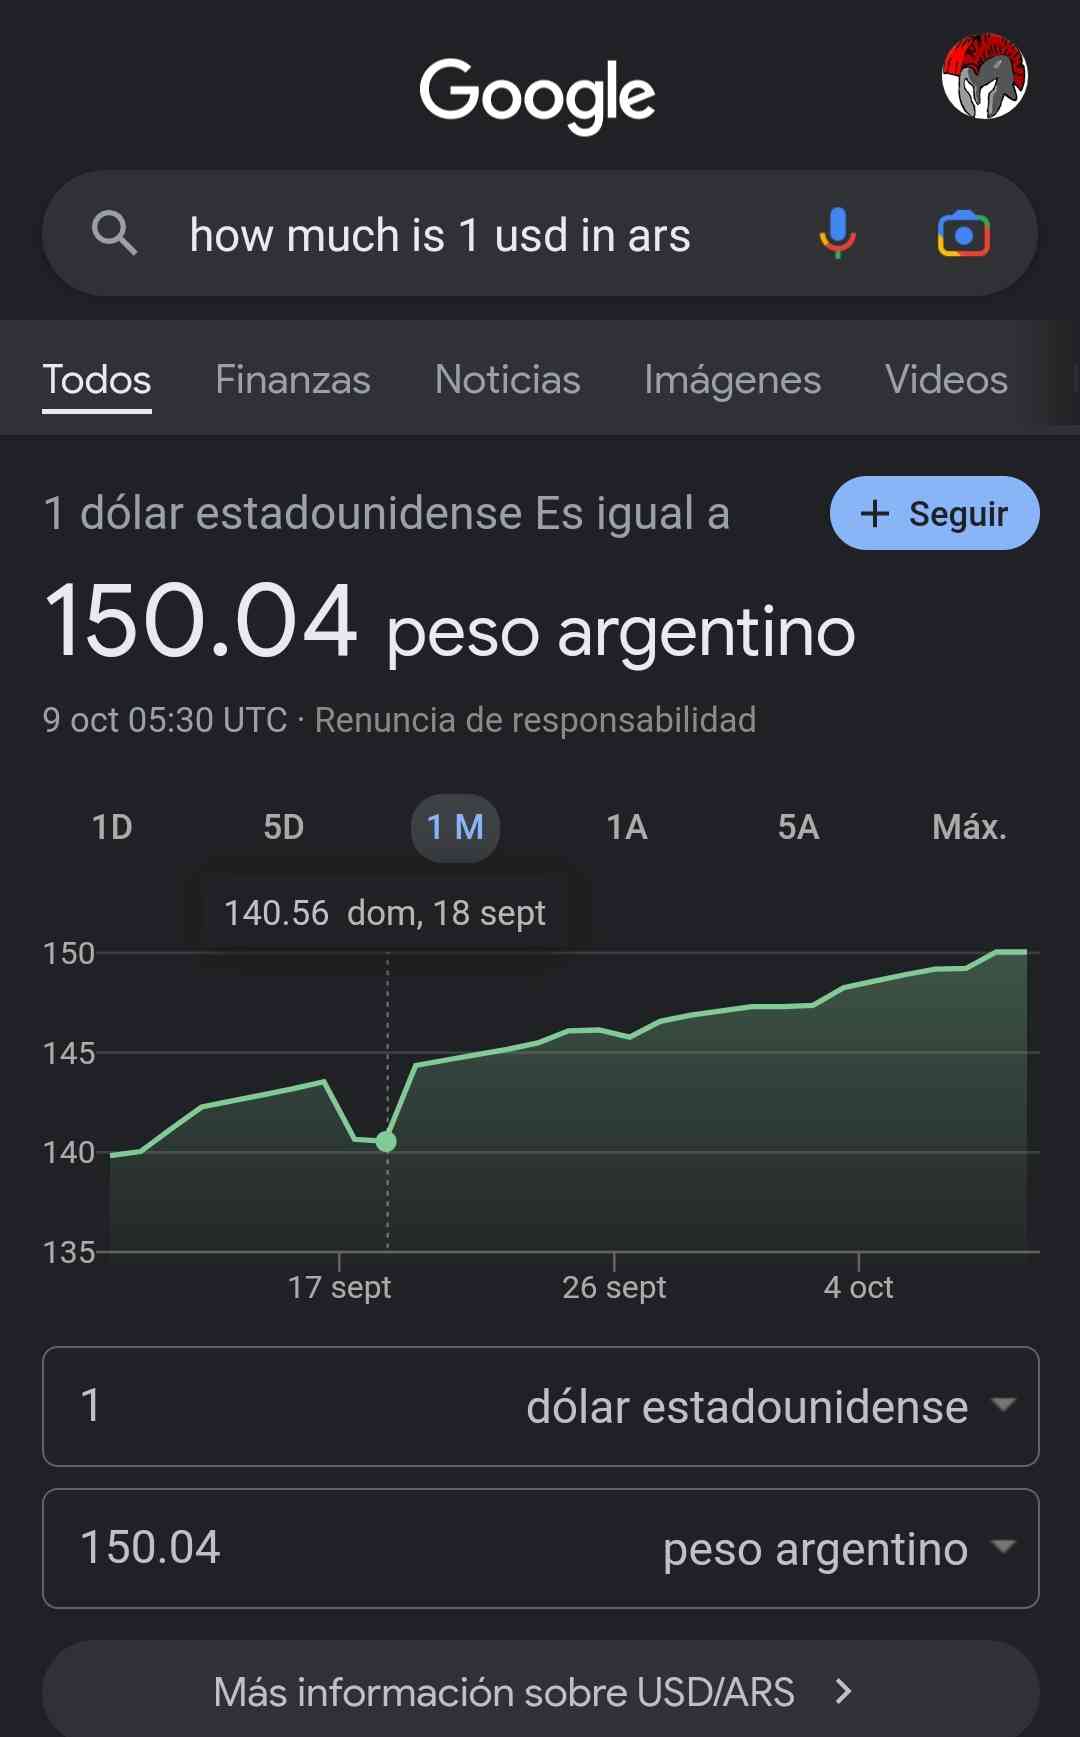 Google
how much is 1 usd in ars
Todos Finanzas Noticias Imágenes Videos
1 dólar estadounidense Es igual a
+ Seguir
150.04 peso argentino
9 oct 05:30 UTC · Renuncia de responsabilidad
1D 5D 1 M 1A 5A Máx.
140.56 dom, 18 sept
150
145
140
135
17 sept 26 sept 4 oct
1 dólar estadounidense
150.04 peso argentino
Más información sobre USD/ARS